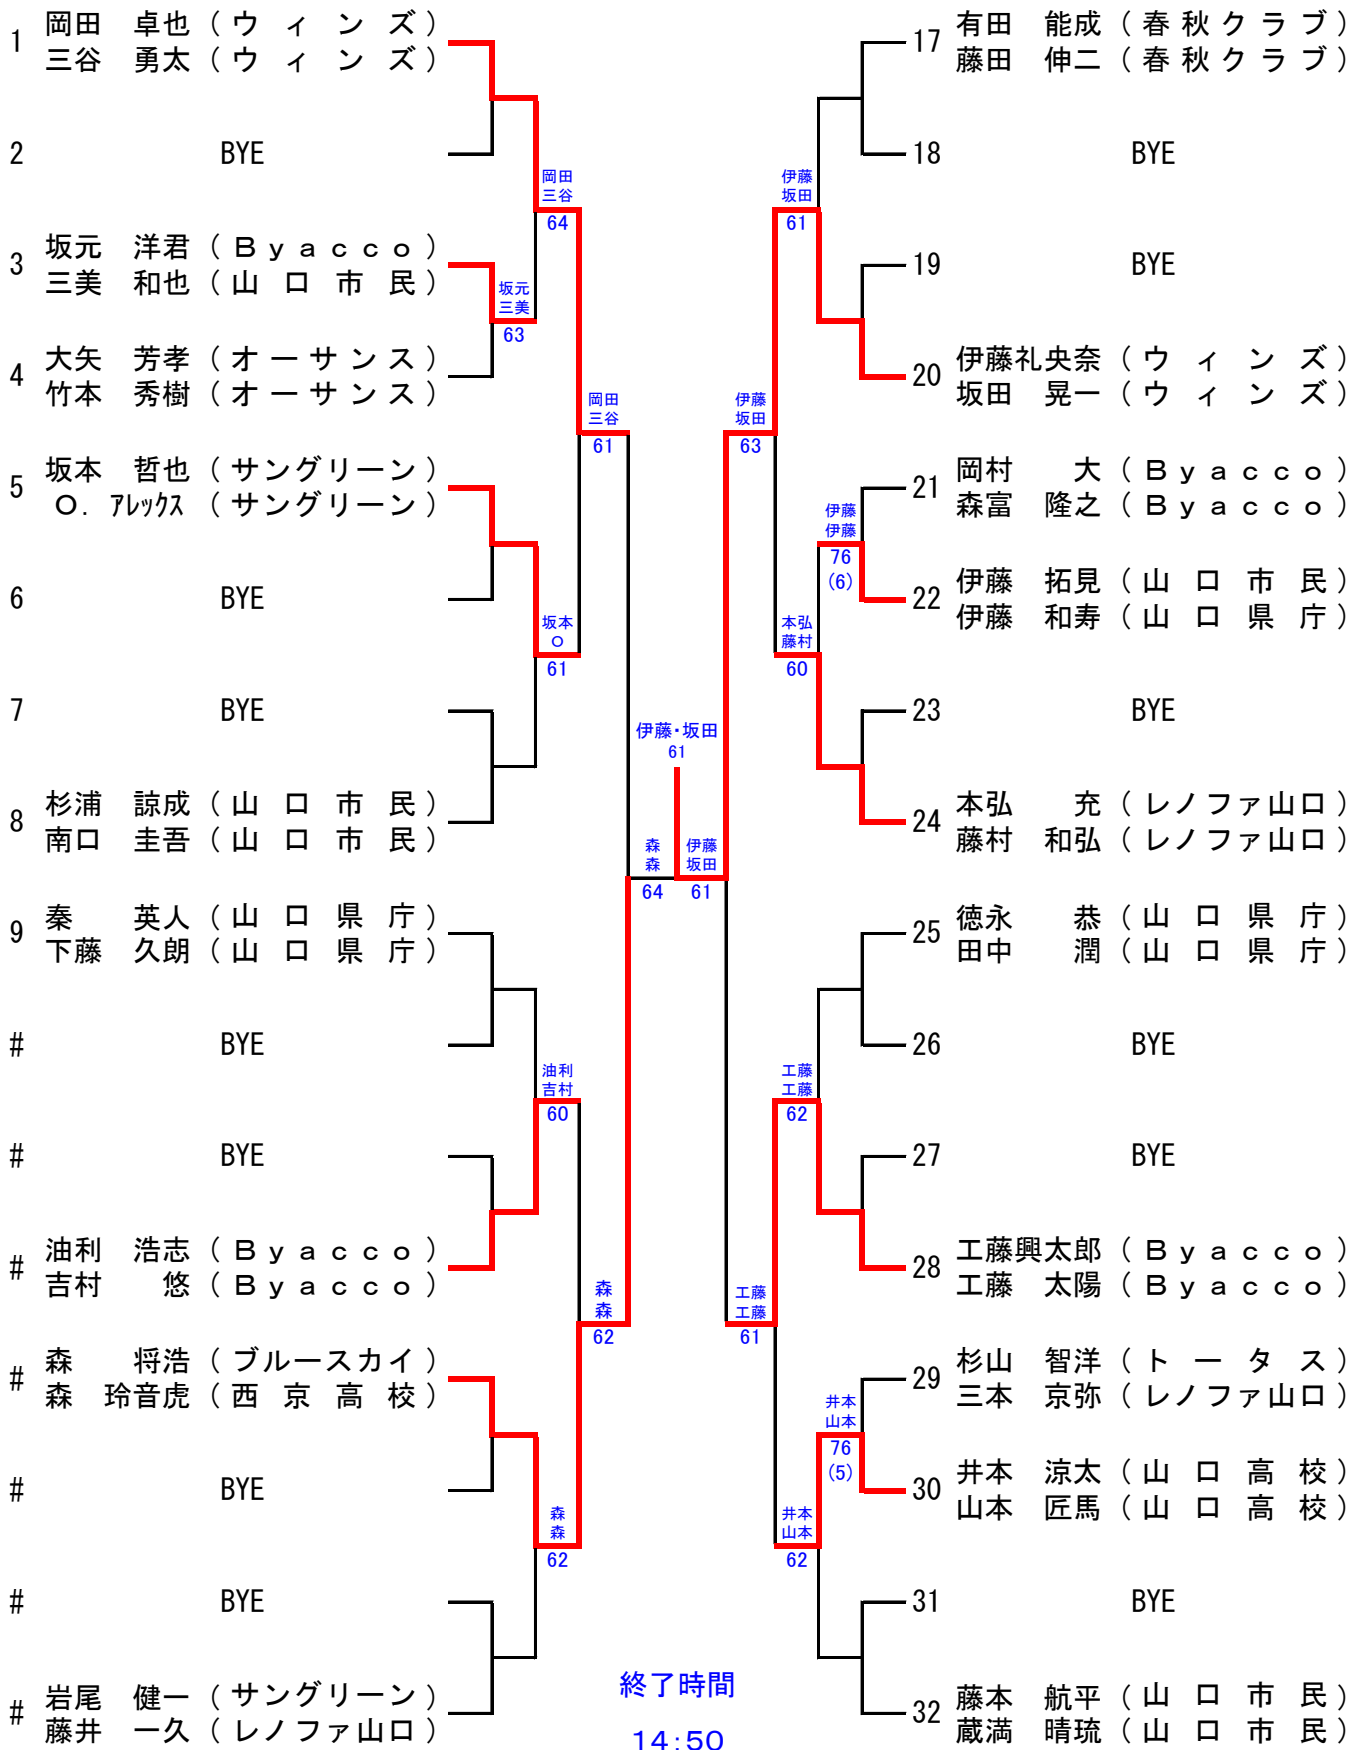 1 岡田 卓也 (ウィンズ)
三谷 勇太 (ウィンズ)
2 BYE
3 坂元 洋君 (Byacco)
三美 和也 (山口市民)
4 大矢 芳孝 (オーサンス)
竹本 秀樹 (オーサンス)
5 坂本 哲也 (サングリーン)
O. アレックス (サングリーン)
6 BYE
7 BYE
8 杉浦 諒成 (山口市民)
南口 圭吾 (山口市民)
9 秦 英人 (山口県庁)
下藤 久朗 (山口県庁)
# BYE
# BYE
# 油利 浩志 (Byacco)
吉村 悠 (Byacco)
# 森 将浩 (ブルースカイ)
森 玲音虎 (西京高校)
# BYE
# BYE
# 岩尾 健一 (サングリーン)
藤井 一久 (レノファ山口)
坂元
三美
63
岡田
三谷
64
坂本
O
61
油利
吉村
60
森
森
62
岡田
三谷
61
森
森
62
森
森
64
伊藤・坂田
61
伊藤
坂田
61
伊藤
坂田
63
工藤
工藤
61
伊藤
坂田
61
本弘
藤村
60
工藤
工藤
62
井本
山本
62
伊藤
伊藤
76
(6)
井本
山本
76
(5)
17 有田 能成 (春秋クラブ)
藤田 伸二 (春秋クラブ)
18 BYE
19 BYE
20 伊藤礼央奈 (ウィンズ)
坂田 晃一 (ウィンズ)
21 岡村 大 (Byacco)
森富 隆之 (Byacco)
22 伊藤 拓見 (山口市民)
伊藤 和寿 (山口県庁)
23 BYE
24 本弘 充 (レノファ山口)
藤村 和弘 (レノファ山口)
25 徳永 恭 (山口県庁)
田中 潤 (山口県庁)
26 BYE
27 BYE
28 工藤興太郎 (Byacco)
工藤 太陽 (Byacco)
29 杉山 智洋 (トータス)
三本 京弥 (レノファ山口)
30 井本 涼太 (山口高校)
山本 匠馬 (山口高校)
31 BYE
32 藤本 航平 (山口市民)
蔵満 晴琉 (山口市民)
終了時間
14:50